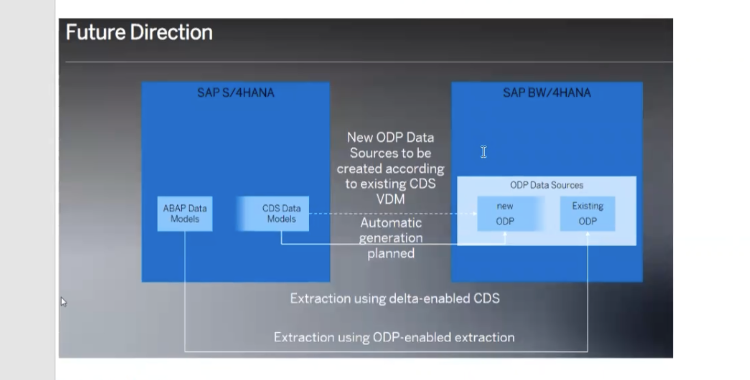 Future Direction
SAP S/4HANA
SAP BW/4HANA
New ODP Data
Sources to be
created according
to existing CDS
VDM
ODP Data Sources
ABAP Data
Models
CDS Data
Models
new
ODP
Existing
ODP
Automatic
generation
planned
Extraction using delta-enabled CDS
Extraction using ODP-enabled extraction